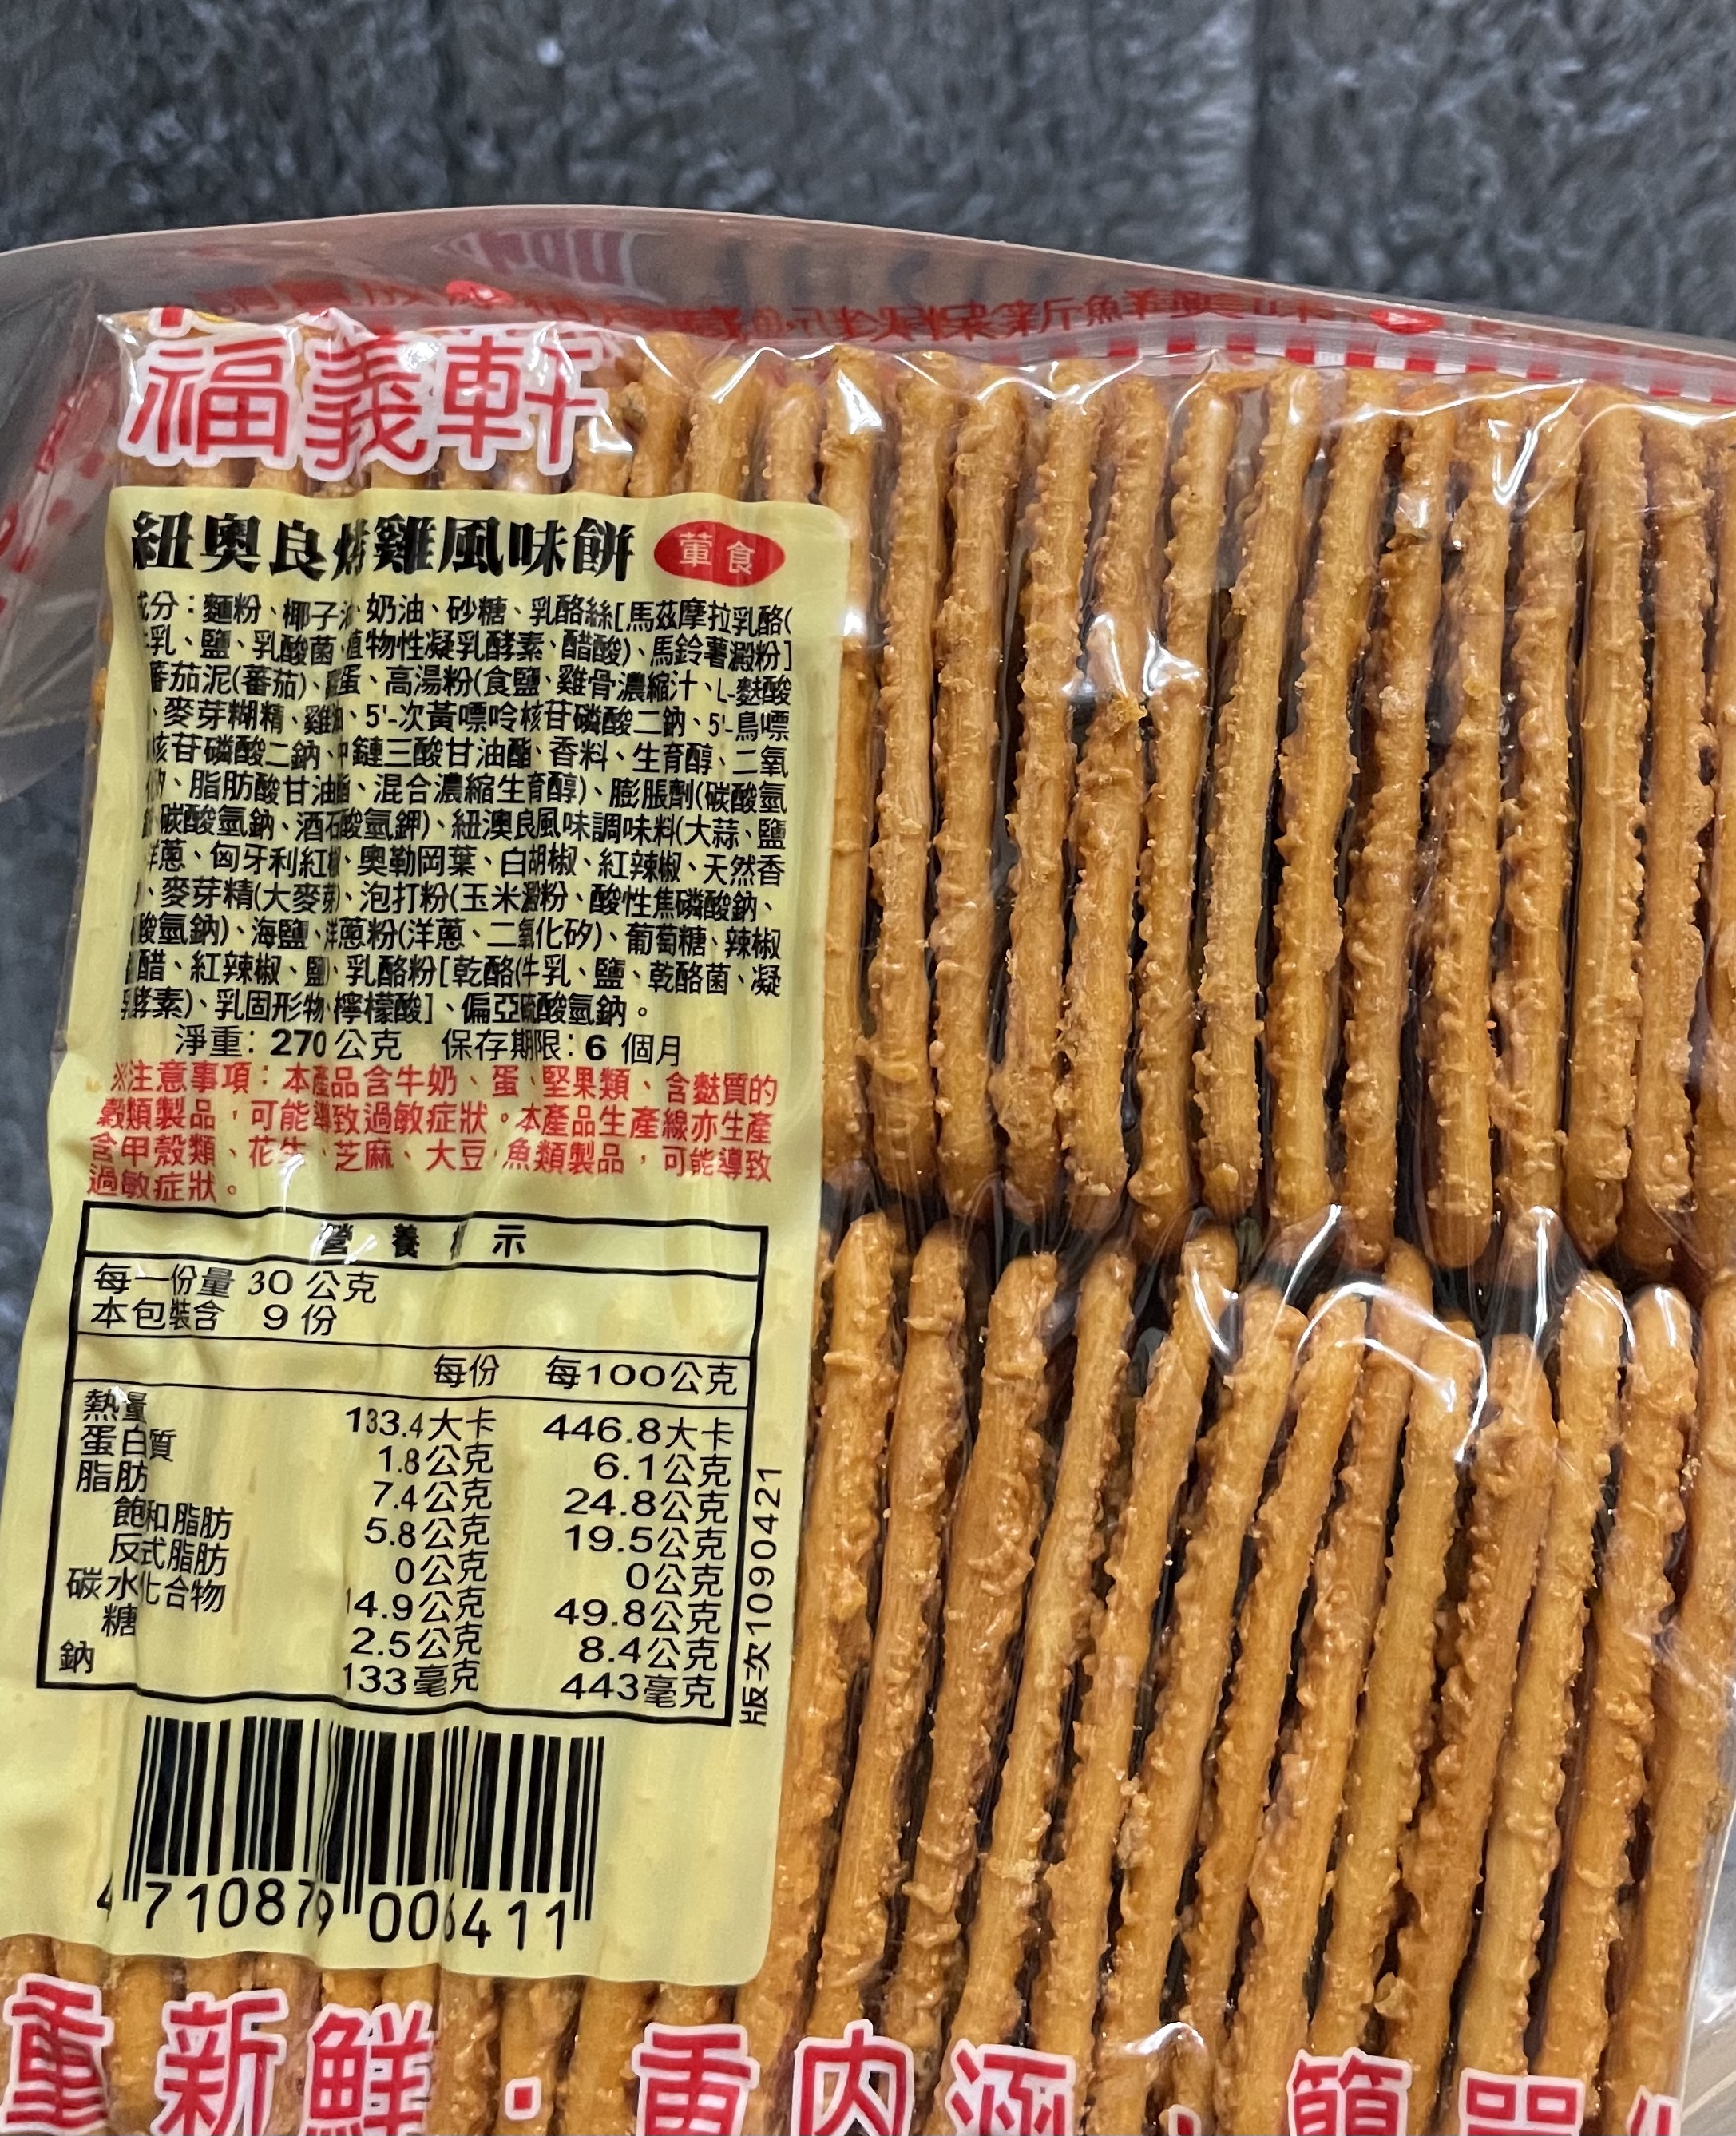 福義軒
紐奧良烤雞風味餅 葷食
成分：麵粉、椰子油、奶油、砂糖、乳酪絲[馬茲摩拉乳酪(
牛乳、鹽、乳酸菌、植物性凝乳酵素、醋酸)、馬鈴薯澱粉]
蕃茄泥(蕃茄)、雞蛋、高湯粉(食鹽、雞骨濃縮汁、L-麩酸
、麥芽糊精、雞油、5'-次黃嘌呤核苷磷酸二鈉、5'-鳥嘌
核苷磷酸二鈉、中鏈三酸甘油酯、香料、生育醇、二氧
、脂肪酸甘油酯、混合濃縮生育醇)、膨脹劑(碳酸氫
、碳酸氫鈉、酒石酸氫鉀)、紐澳良風味調味料(大蒜、鹽
洋蔥、匈牙利紅椒、奧勒岡葉、白胡椒、紅辣椒、天然香
、麥芽精(大麥芽)、泡打粉(玉米澱粉、酸性焦磷酸鈉、
酸氫鈉)、海鹽、洋蔥粉(洋蔥、二氧化矽)、葡萄糖、辣椒
醋、紅辣椒、鹽)、乳酪粉[乾酪(牛乳、鹽、乾酪菌、凝
乳酵素)、乳固形物、檸檬酸]、偏亞硫酸氫鈉。
淨重：270公克 保存期限：6 個月
※注意事項：本產品含牛奶、蛋、堅果類、含麩質的
穀類製品，可能導致過敏症狀。本產品生產線亦生產
含甲殼類、花生、芝麻、大豆、魚類製品，可能導致
過敏症狀。
營養標示
每一份量 30 公克
本包裝含 9 份
每份 每100公克
熱量 133.4大卡 446.8大卡
蛋白質 1.8公克 6.1公克
脂肪 7.4公克 24.8公克
飽和脂肪 5.8公克 19.5公克
反式脂肪 0公克 0公克
碳水化合物 14.9公克 49.8公克
糖 2.5公克 8.4公克
鈉 133毫克 443毫克
版次1090421
4 710879 006411
重新鮮．重內涵．簡單